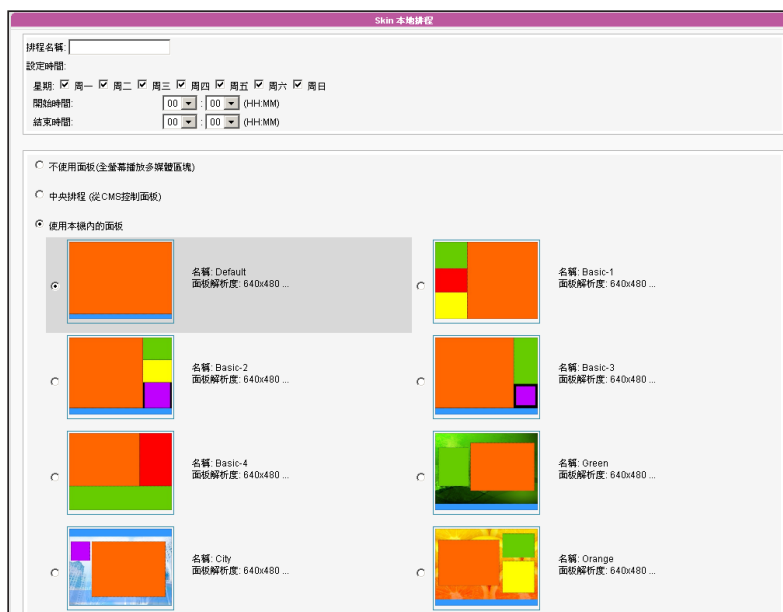 Skin 本地排程
排程名稱:
設定時間:
星期: 周一 周二 周三 周四 周五 周六 周日
開始時間: 00 : 00 (HH:MM)
結束時間: 00 : 00 (HH:MM)
不使用面板(全螢幕播放多媒體區塊)
中央排程 (從CMS控制面板)
使用本機內的面板
名稱: Default
面板解析度: 640x480 ...
名稱: Basic-1
面板解析度: 640x480 ...
名稱: Basic-2
面板解析度: 640x480 ...
名稱: Basic-3
面板解析度: 640x480 ...
名稱: Basic-4
面板解析度: 640x480 ...
名稱: Green
面板解析度: 640x480 ...
名稱: City
面板解析度: 640x480 ...
名稱: Orange
面板解析度: 640x480 ...